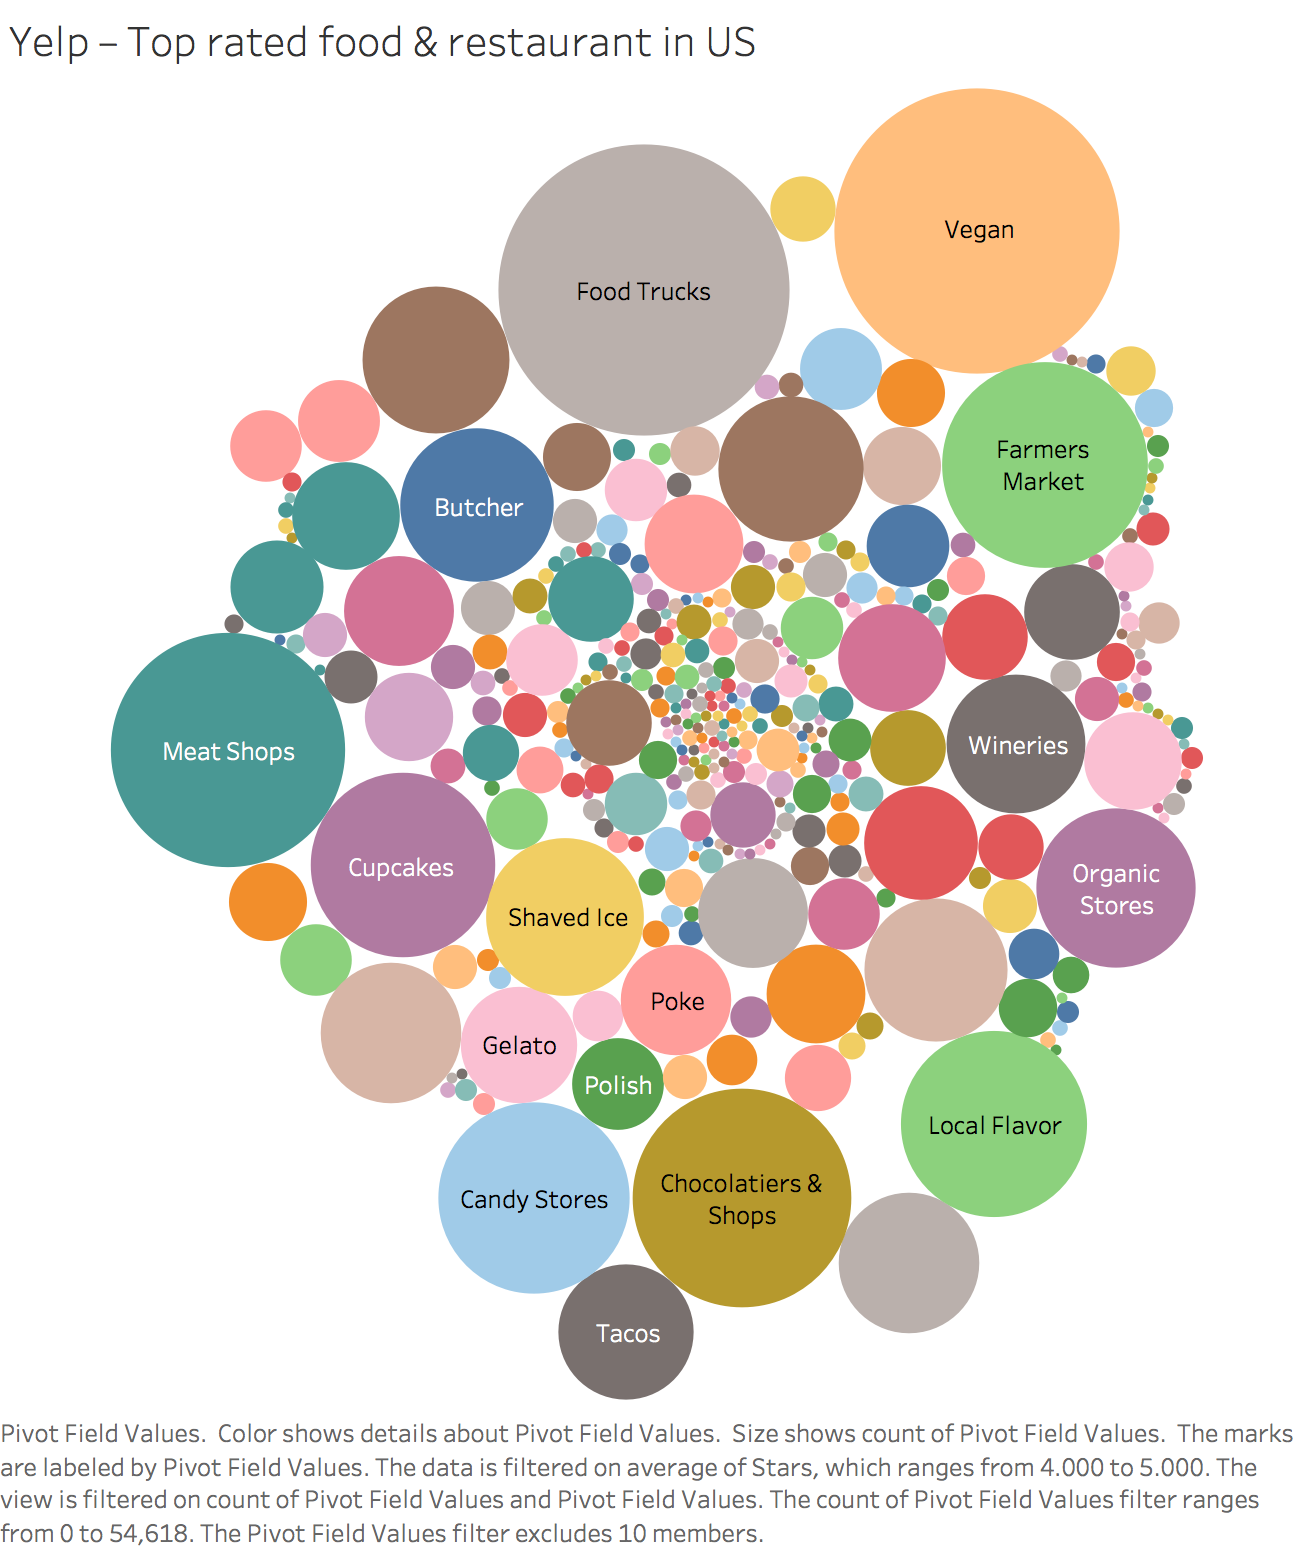 Yelp – Top rated food & restaurant in US
Vegan
Food Trucks
Farmers
Market
Butcher
Meat Shops
Wineries
Cupcakes
Organic
Stores
Shaved Ice
Poke
Gelato
Polish
Local Flavor
Candy Stores
Chocolatiers &
Shops
Tacos
Pivot Field Values.  Color shows details about Pivot Field Values.  Size shows count of Pivot Field Values.  The marks
are labeled by Pivot Field Values. The data is filtered on average of Stars, which ranges from 4.000 to 5.000. The
view is filtered on count of Pivot Field Values and Pivot Field Values. The count of Pivot Field Values filter ranges
from 0 to 54,618. The Pivot Field Values filter excludes 10 members.